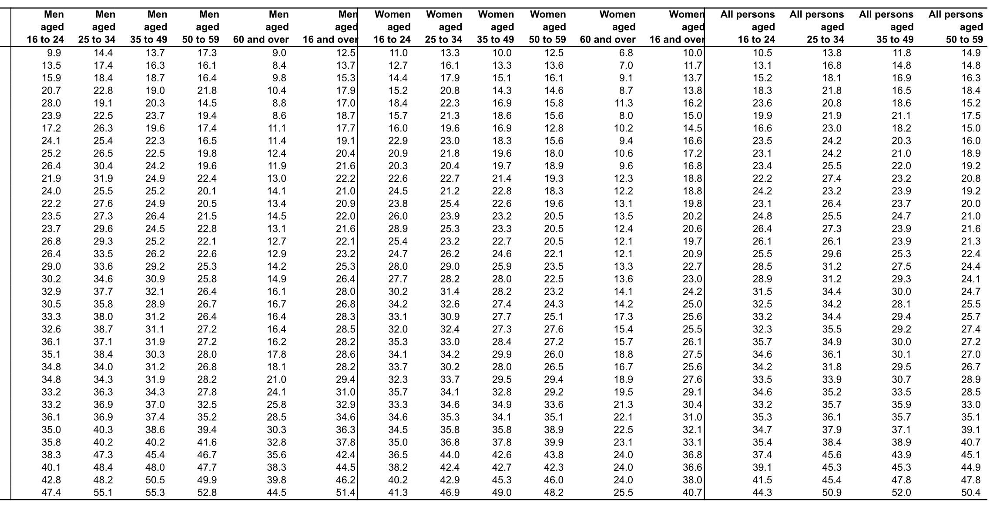 Men Men Men Men Men Men Women Women Women Women Women Women All persons All persons All persons All persons
aged aged aged aged aged aged aged aged aged aged aged aged aged aged aged aged
16 to 24 25 to 34 35 to 49 50 to 59 60 and over 16 and over 16 to 24 25 to 34 35 to 49 50 to 59 60 and over 16 and over 16 to 24 25 to 34 35 to 49 50 to 59
9.9 14.4 13.7 17.3 9.0 12.5 11.0 13.3 10.0 12.5 6.8 10.0 10.5 13.8 11.8 14.9
13.5 17.4 16.3 16.1 8.4 13.7 12.7 16.1 13.3 13.6 7.0 11.7 13.1 16.8 14.8 14.8
15.9 18.4 18.7 16.4 9.8 15.3 14.4 17.9 15.1 16.1 9.1 13.7 15.2 18.1 16.9 16.3
20.7 22.8 19.0 21.8 10.4 17.9 15.2 20.8 14.3 14.6 8.7 13.8 18.3 21.8 16.5 18.4
28.0 19.1 20.3 14.5 8.8 17.0 18.4 22.3 16.9 15.8 11.3 16.2 23.6 20.8 18.6 15.2
23.9 22.5 23.7 19.4 8.6 18.7 15.7 21.3 18.6 15.6 8.0 15.0 19.9 21.9 21.1 17.5
17.2 26.3 19.6 17.4 11.1 17.7 16.0 19.6 16.9 12.8 10.2 14.5 16.6 23.0 18.2 15.0
24.1 25.4 22.3 16.5 11.4 19.1 22.9 23.0 18.3 15.6 9.4 16.6 23.5 24.2 20.3 16.0
25.2 26.5 22.5 19.8 12.4 20.4 20.9 21.8 19.6 18.0 10.6 17.2 23.1 24.2 21.0 18.9
26.4 30.4 24.2 19.6 11.9 21.6 20.3 20.4 19.7 18.9 9.6 16.8 23.4 25.5 22.0 19.2
21.9 31.9 24.9 22.4 13.0 22.2 22.6 22.7 21.4 19.3 12.3 18.8 22.2 27.4 23.2 20.8
24.0 25.5 25.2 20.1 14.1 21.0 24.5 21.2 22.8 18.3 12.2 18.8 24.2 23.2 23.9 19.2
22.2 27.6 24.9 20.5 13.4 20.9 23.8 25.4 22.6 19.6 13.1 19.8 23.1 26.4 23.7 20.0
23.5 27.3 26.4 21.5 14.5 22.0 26.0 23.9 23.2 20.5 13.5 20.2 24.8 25.5 24.7 21.0
23.7 29.6 24.5 22.8 13.1 21.6 28.9 25.3 23.3 20.5 12.4 20.6 26.4 27.3 23.9 21.6
26.8 29.3 25.2 22.1 12.7 22.1 25.4 23.2 22.7 20.5 12.1 19.7 26.1 26.1 23.9 21.3
26.4 33.5 26.2 22.6 12.9 23.2 24.7 26.2 24.6 22.1 12.1 20.9 25.5 29.6 25.3 22.4
29.0 33.6 29.2 25.3 14.2 25.3 28.0 29.0 25.9 23.5 13.3 22.7 28.5 31.2 27.5 24.4
30.2 34.6 30.9 25.8 14.9 26.4 27.7 28.2 28.0 22.5 13.6 23.0 28.9 31.2 29.3 24.1
32.9 37.7 32.1 26.4 16.1 28.0 30.2 31.4 28.2 23.2 14.1 24.2 31.5 34.4 30.0 24.7
30.5 35.8 28.9 26.7 16.7 26.8 34.2 32.6 27.4 24.3 14.2 25.0 32.5 34.2 28.1 25.5
33.3 38.0 31.2 26.4 16.4 28.3 33.1 30.9 27.7 25.1 17.3 25.6 33.2 34.4 29.4 25.7
32.6 38.7 31.1 27.2 16.4 28.5 32.0 32.4 27.3 27.6 15.4 25.5 32.3 35.5 29.2 27.4
36.1 37.1 31.9 27.2 16.2 28.2 35.3 33.0 28.4 27.2 15.7 26.1 35.7 34.9 30.0 27.2
35.1 38.4 30.3 28.0 17.8 28.6 34.1 34.2 29.9 26.0 18.8 27.5 34.6 36.1 30.1 27.0
34.8 34.0 31.2 26.8 18.1 28.2 33.7 30.2 28.0 26.5 16.7 25.6 34.2 31.8 29.5 26.7
34.8 34.3 31.9 28.2 21.0 29.4 32.3 33.7 29.5 29.4 18.9 27.6 33.5 33.9 30.7 28.9
33.2 36.3 34.3 27.8 24.1 31.0 35.7 34.1 32.8 29.2 19.5 29.1 34.6 35.2 33.5 28.5
33.2 36.9 37.0 32.5 25.8 32.9 33.3 34.6 34.9 33.6 21.3 30.4 33.2 35.7 35.9 33.0
36.1 36.9 37.4 35.2 28.5 34.6 34.6 35.3 34.1 35.1 22.1 31.0 35.3 36.1 35.7 35.1
35.0 40.3 38.6 39.4 30.3 36.3 34.5 35.8 35.8 38.9 22.5 32.1 34.7 37.9 37.1 39.1
35.8 40.2 40.2 41.6 32.8 37.8 35.0 36.8 37.8 39.9 23.1 33.1 35.4 38.4 38.9 40.7
38.3 47.3 45.4 46.7 35.6 42.4 36.5 44.0 42.6 43.8 24.0 36.8 37.4 45.6 43.9 45.1
40.1 48.4 48.0 47.7 38.3 44.5 38.2 42.4 42.7 42.3 24.0 36.6 39.1 45.3 45.3 44.9
42.8 48.2 50.5 49.9 39.8 46.2 40.2 42.9 45.3 46.0 24.0 38.0 41.5 45.4 47.8 47.8
47.4 55.1 55.3 52.8 44.5 51.4 41.3 46.9 49.0 48.2 25.5 40.7 44.3 50.9 52.0 50.4